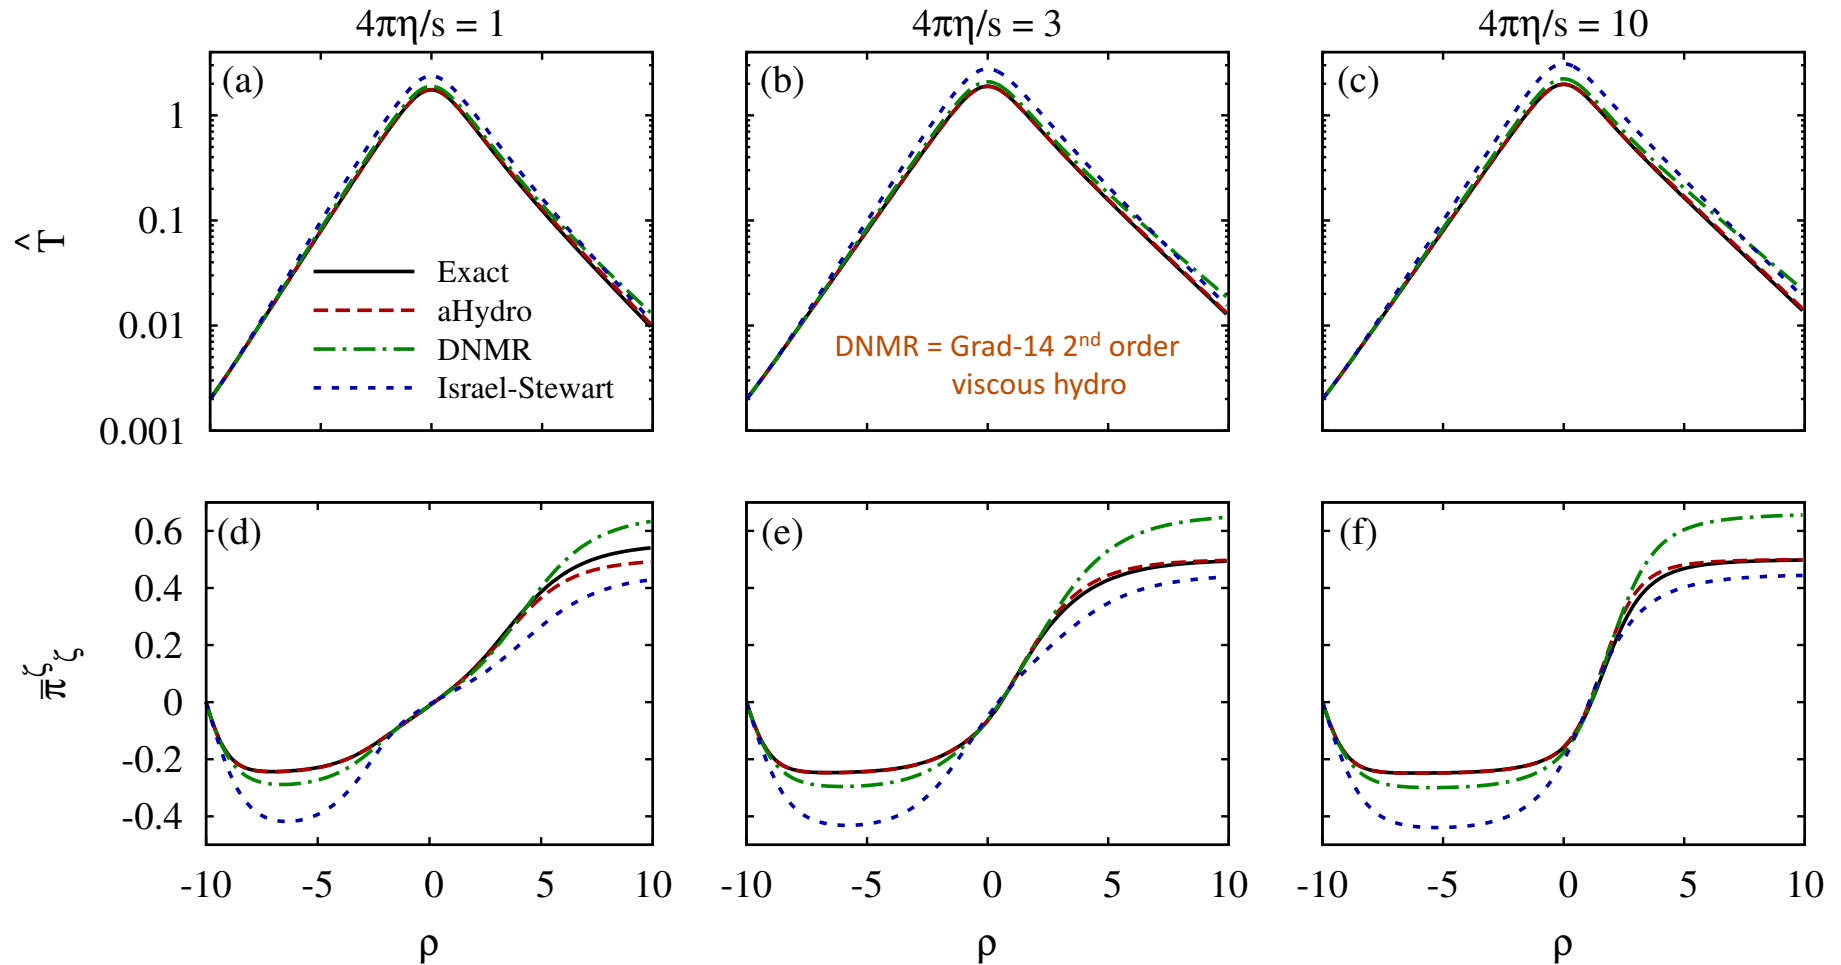 4πη/s = 1
4πη/s = 3
4πη/s = 10
(a)
(b)
(c)
1
0.1
0.01
0.001
T̂
Exact
aHydro
DNMR
Israel-Stewart
DNMR = Grad-14 2nd order
viscous hydro
(d)
(e)
(f)
0.6
0.4
0.2
0
-0.2
-0.4
π̄ζζ
-10 -5 0 5 10
-10 -5 0 5 10
-10 -5 0 5 10
ρ
ρ
ρ